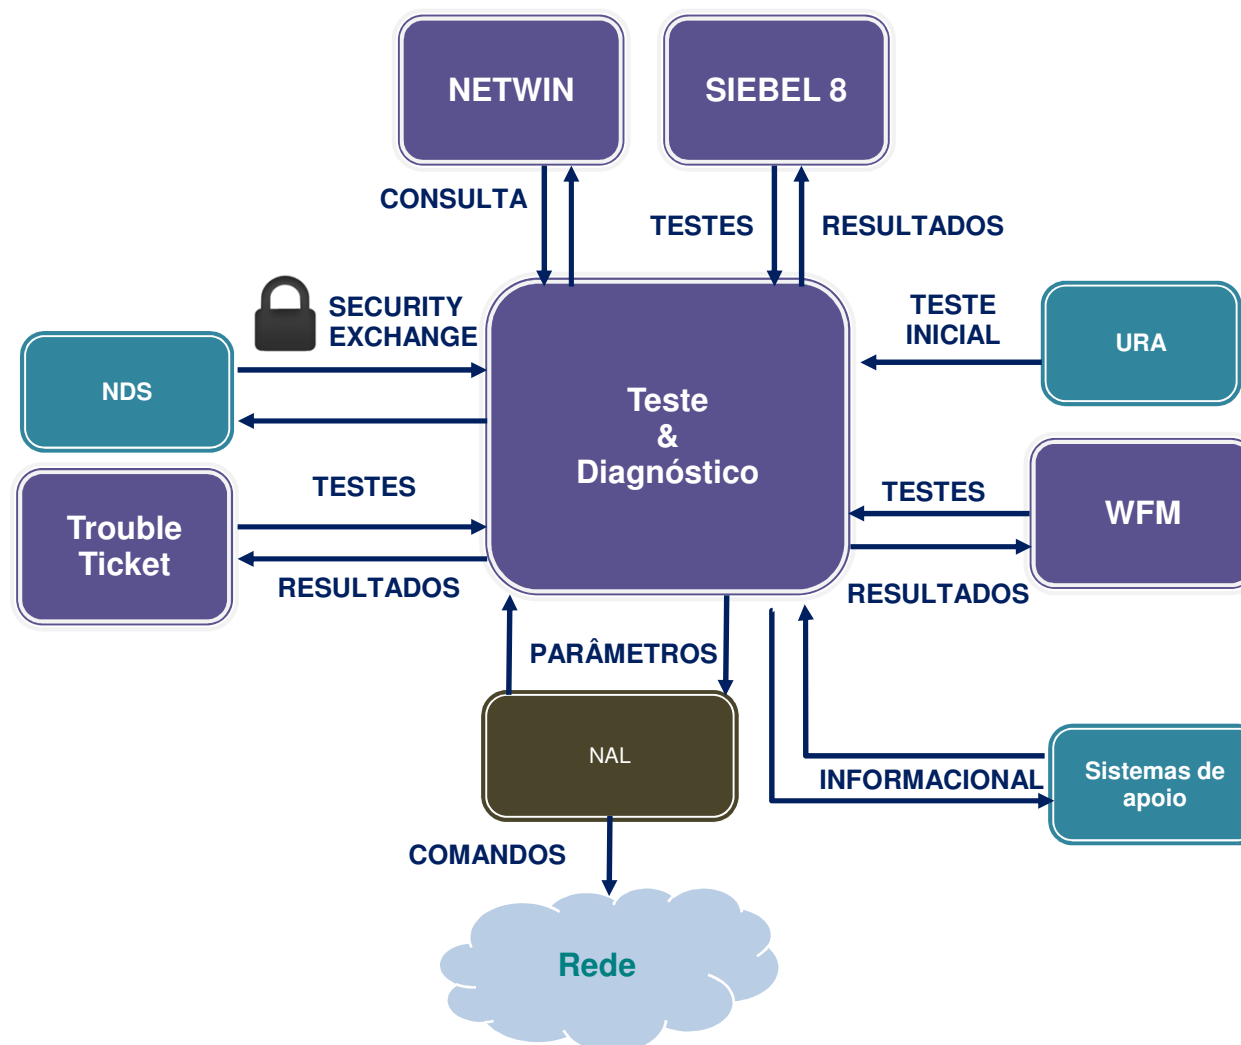 NETWIN
SIEBEL 8
CONSULTA
TESTES
RESULTADOS
SECURITY
EXCHANGE
TESTE
INICIAL
URA
NDS
Teste
&
Diagnóstico
TESTES
TESTES
WFM
Trouble
Ticket
RESULTADOS
RESULTADOS
PARÂMETROS
NAL
INFORMACIONAL
Sistemas de
apoio
COMANDOS
Rede